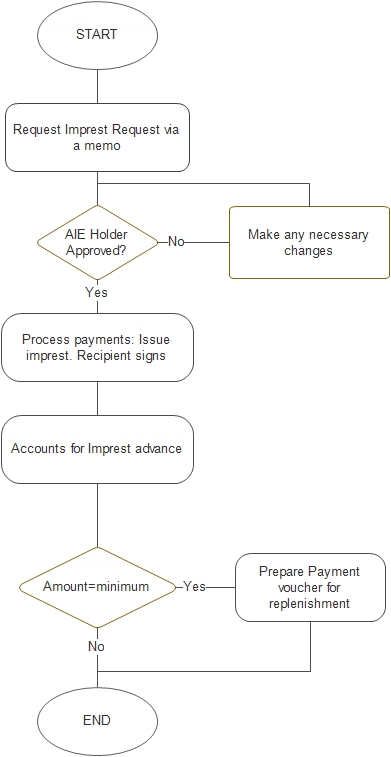 START
Request Imprest Request via
a memo
AIE Holder
Approved?
No
Make any necessary
changes
Yes
Process payments: Issue
imprest. Recipient signs
Accounts for Imprest advance
Amount=minimum
Yes
Prepare Payment
voucher for
replenishment
No
END